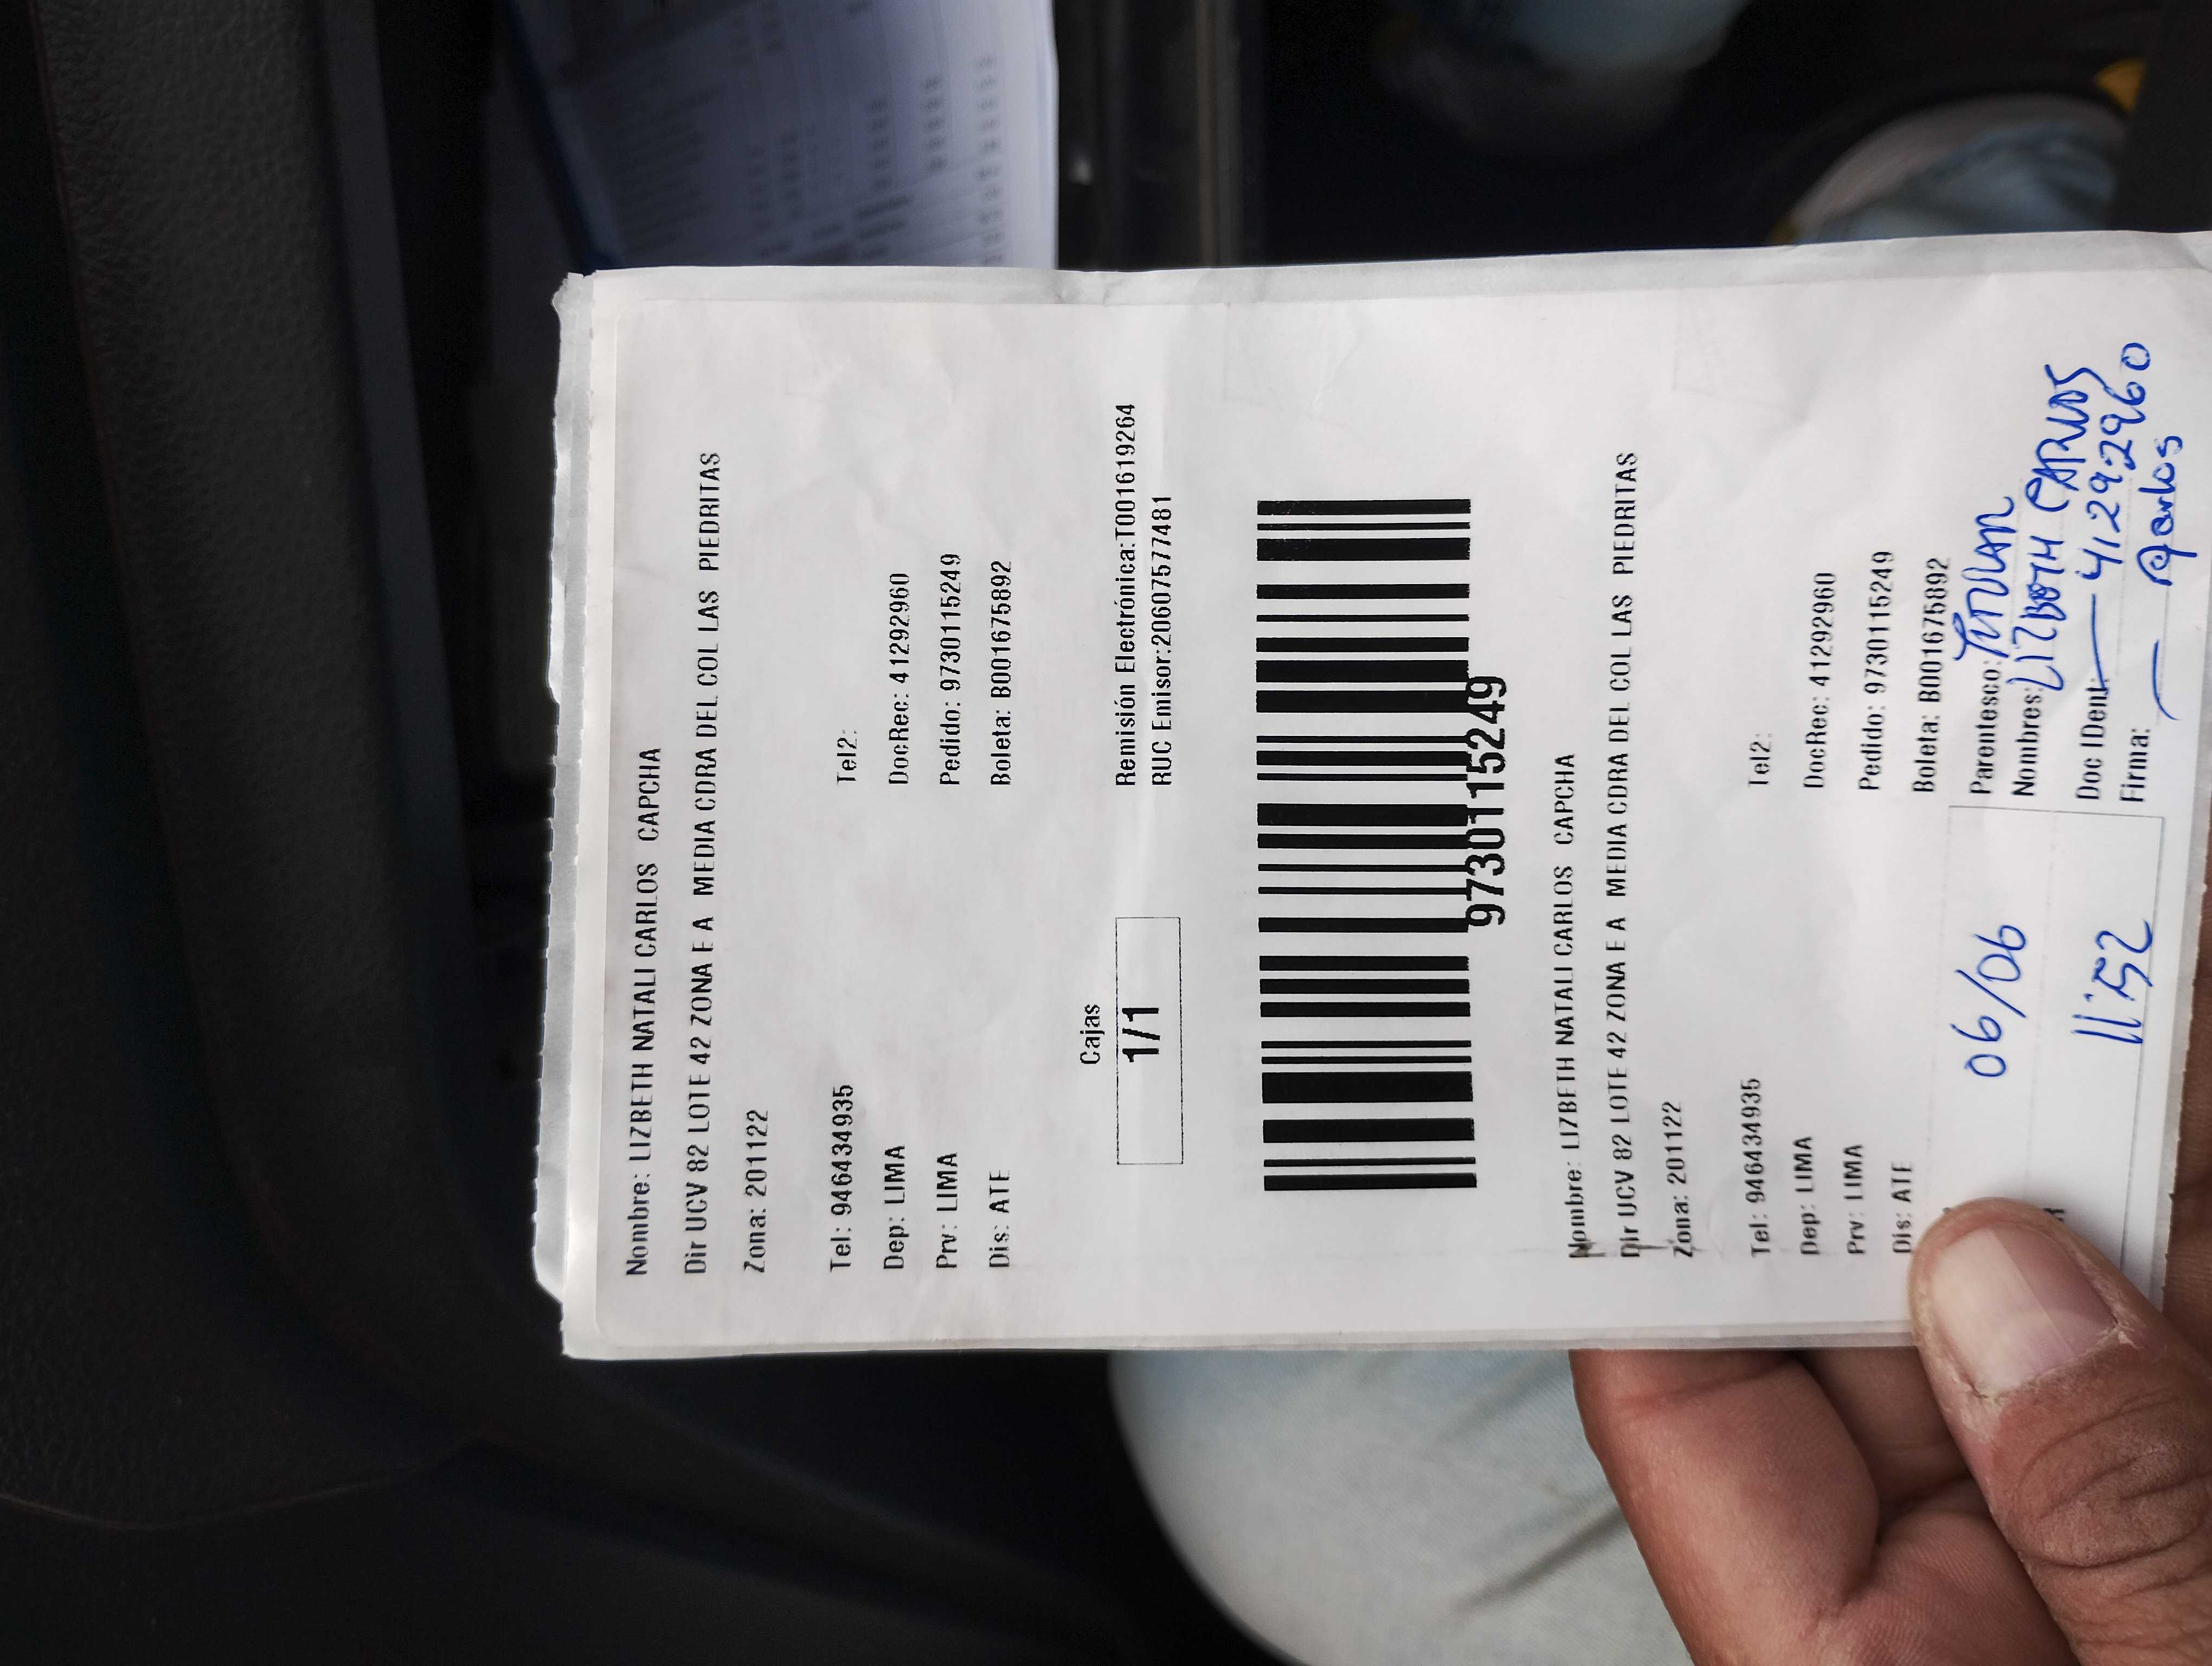 Nombre: LIZBETH NATALI CARLOS CAPCHA
Dir UCV 82 LOTE 42 ZONA E A MEDIA CDRA DEL COL LAS PIEDRITAS
Zona: 201122
Tel: 946434935 Tel2:
Dep: LIMA DocRec: 41292960
Prv: LIMA Pedido: 9730115249
Dis: ATE Boleta: B001675892
Cajas
1/1
Remisión Electrónica:T001619264
RUC Emisor:20607577481
9730115249
Nombre: LIZBETH NATALI CARLOS CAPCHA
Dir UCV 82 LOTE 42 ZONA E A MEDIA CDRA DEL COL LAS PIEDRITAS
Zona: 201122
Tel: 946434935 Tel2:
Dep: LIMA DocRec: 41292960
Prv: LIMA Pedido: 9730115249
Dis: ATE Boleta: B001675892
06/06 Parentesco: TITULAR
Nombres: LIZBETH CARLOS
11:52 Doc IDent: 41292960
Firma: Carlos